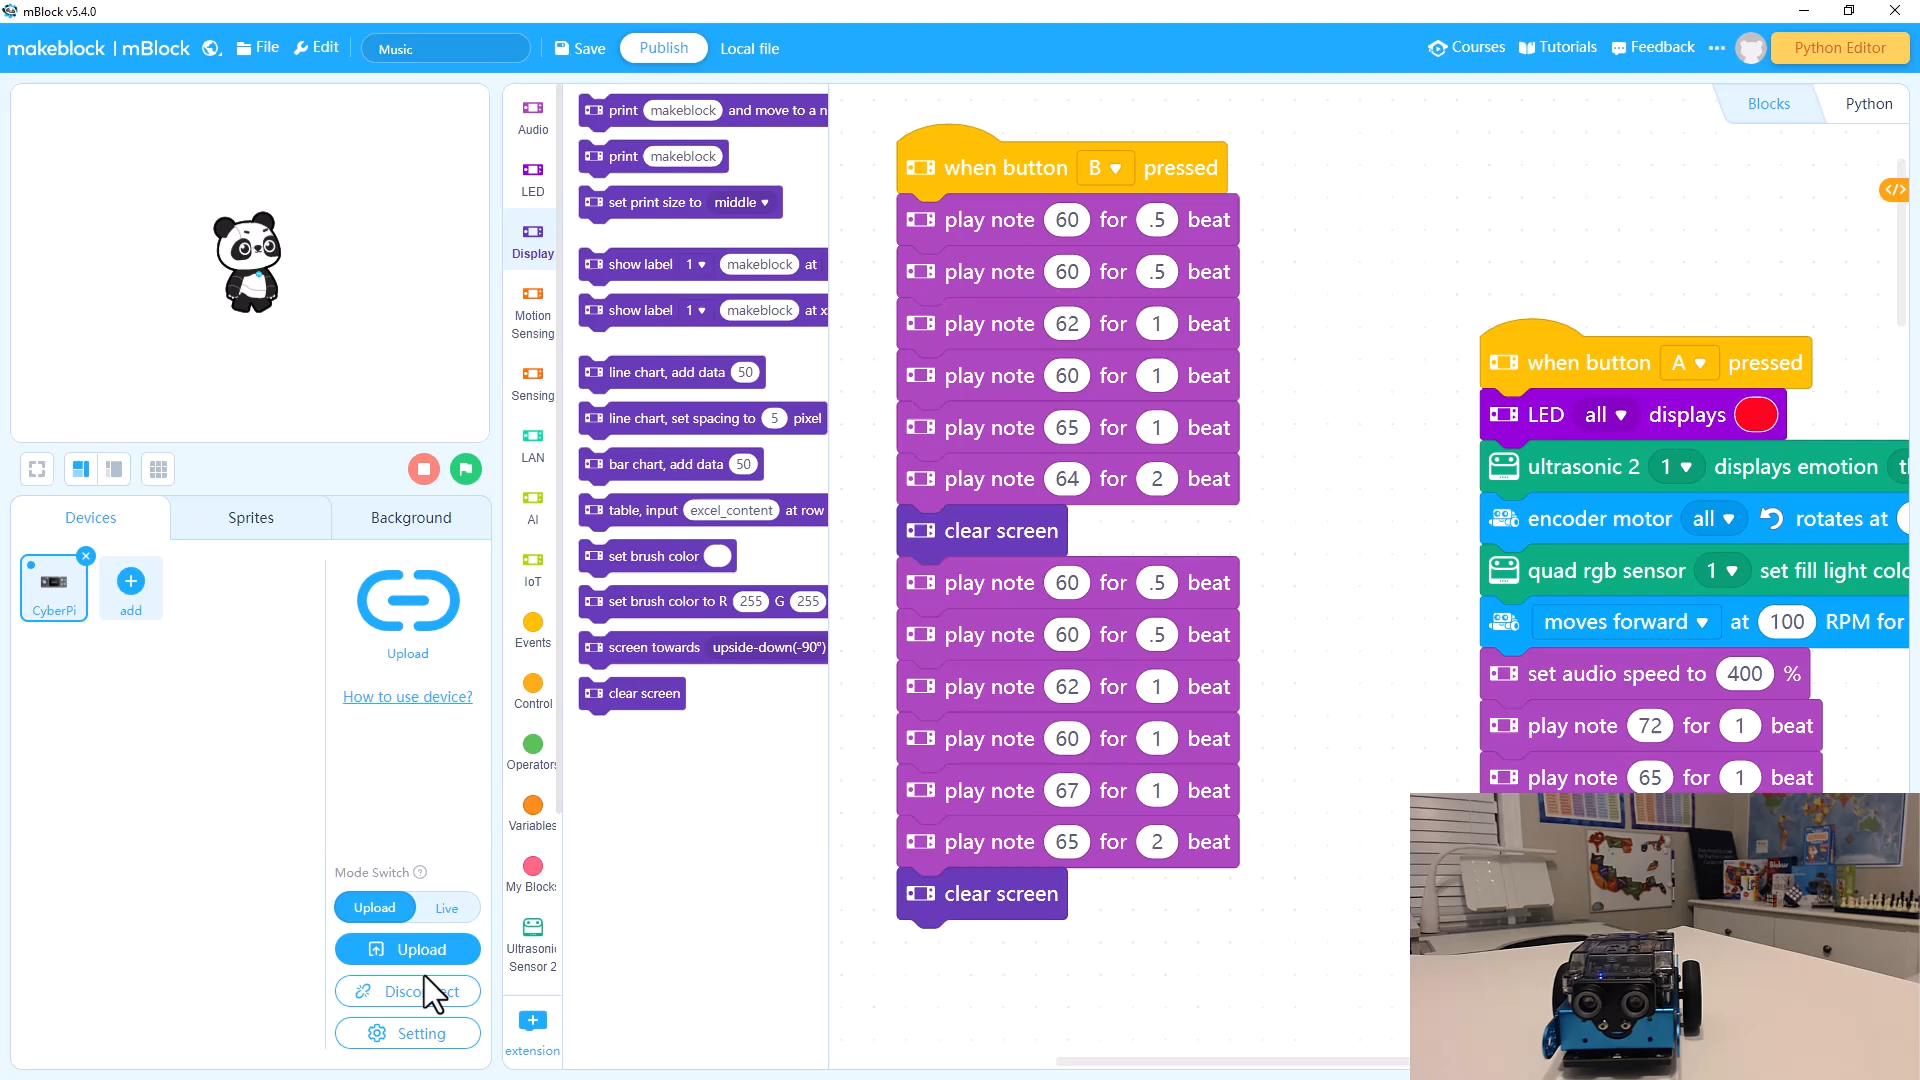 mBlock v5.4.0
makeblock | mBlock File Edit Music Save Publish Local file Courses Tutorials Feedback Python Editor
Blocks Python
Devices Sprites Background
CyberPi
add
Upload
How to use device?
Mode Switch
Upload Live
Upload
Disco ct
Setting
Audio
LED
Display
Motion
Sensing
Sensing
LAN
AI
IoT
Events
Control
Operators
Variables
My Block
Ultrasonic
Sensor 2
extension
print makeblock and move to a n
print makeblock
set print size to middle
show label 1 makeblock at
show label 1 makeblock at x
line chart, add data 50
line chart, set spacing to 5 pixel
bar chart, add data 50
table, input excel_content at row
set brush color
set brush color to R 255 G 255
screen towards upside-down(-90°)
clear screen
when button B pressed
play note 60 for .5 beat
play note 60 for .5 beat
play note 62 for 1 beat
play note 60 for 1 beat
play note 65 for 1 beat
play note 64 for 2 beat
clear screen
play note 60 for .5 beat
play note 60 for .5 beat
play note 62 for 1 beat
play note 60 for 1 beat
play note 67 for 1 beat
play note 65 for 2 beat
clear screen
when button A pressed
LED all displays
ultrasonic 2 1 displays emotion
encoder motor all rotates at
quad rgb sensor 1 set fill light colo
moves forward at 100 RPM for
set audio speed to 400 %
play note 72 for 1 beat
play note 65 for 1 beat